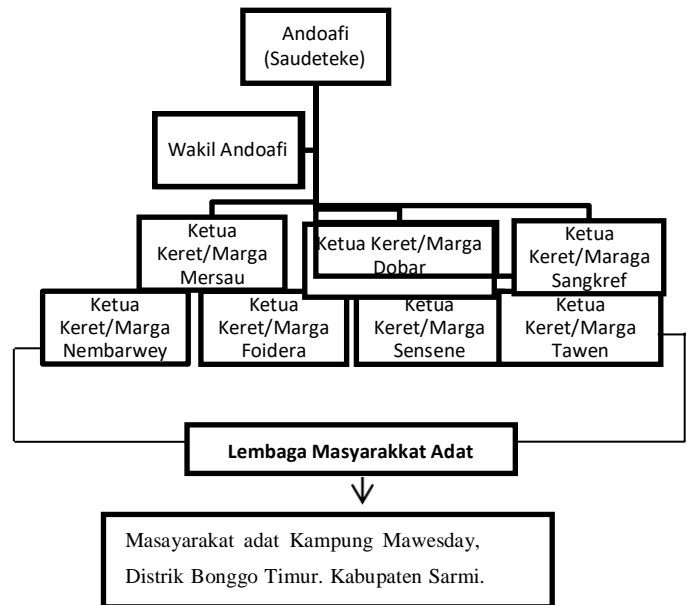 Andoafi
(Saudeteke)
Wakil Andoafi
Ketua
Keret/Marga
Mersau
Ketua Keret/Marga
Dobar
Ketua
Keret/Maraga
Sangkref
Ketua
Keret/Marga
Nembarwey
Ketua
Keret/Marga
Foidera
Ketua
Keret/Marga
Sensene
Ketua
Keret/Marga
Tawen
Lembaga Masyarakkat Adat
Masayarakat adat Kampung Mawesday,
Distrik Bonggo Timur. Kabupaten Sarmi.